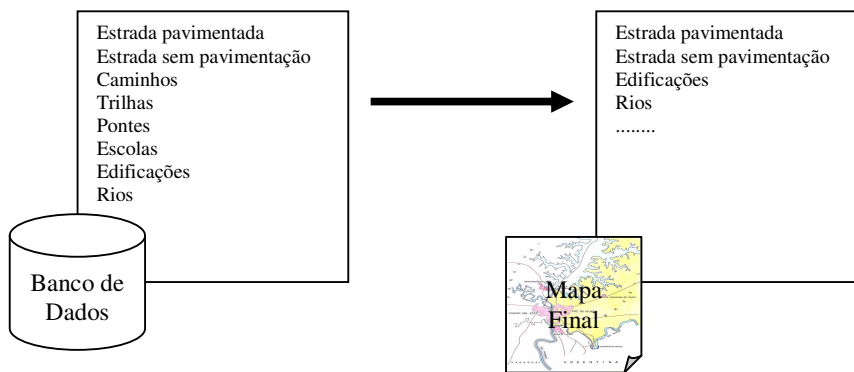 Estrada pavimentada
Estrada sem pavimentação
Caminhos
Trilhas
Pontes
Escolas
Edificações
Rios
Banco de
Dados
Estrada pavimentada
Estrada sem pavimentação
Edificações
Rios
........
Mapa
Final
A R G E N T I N A